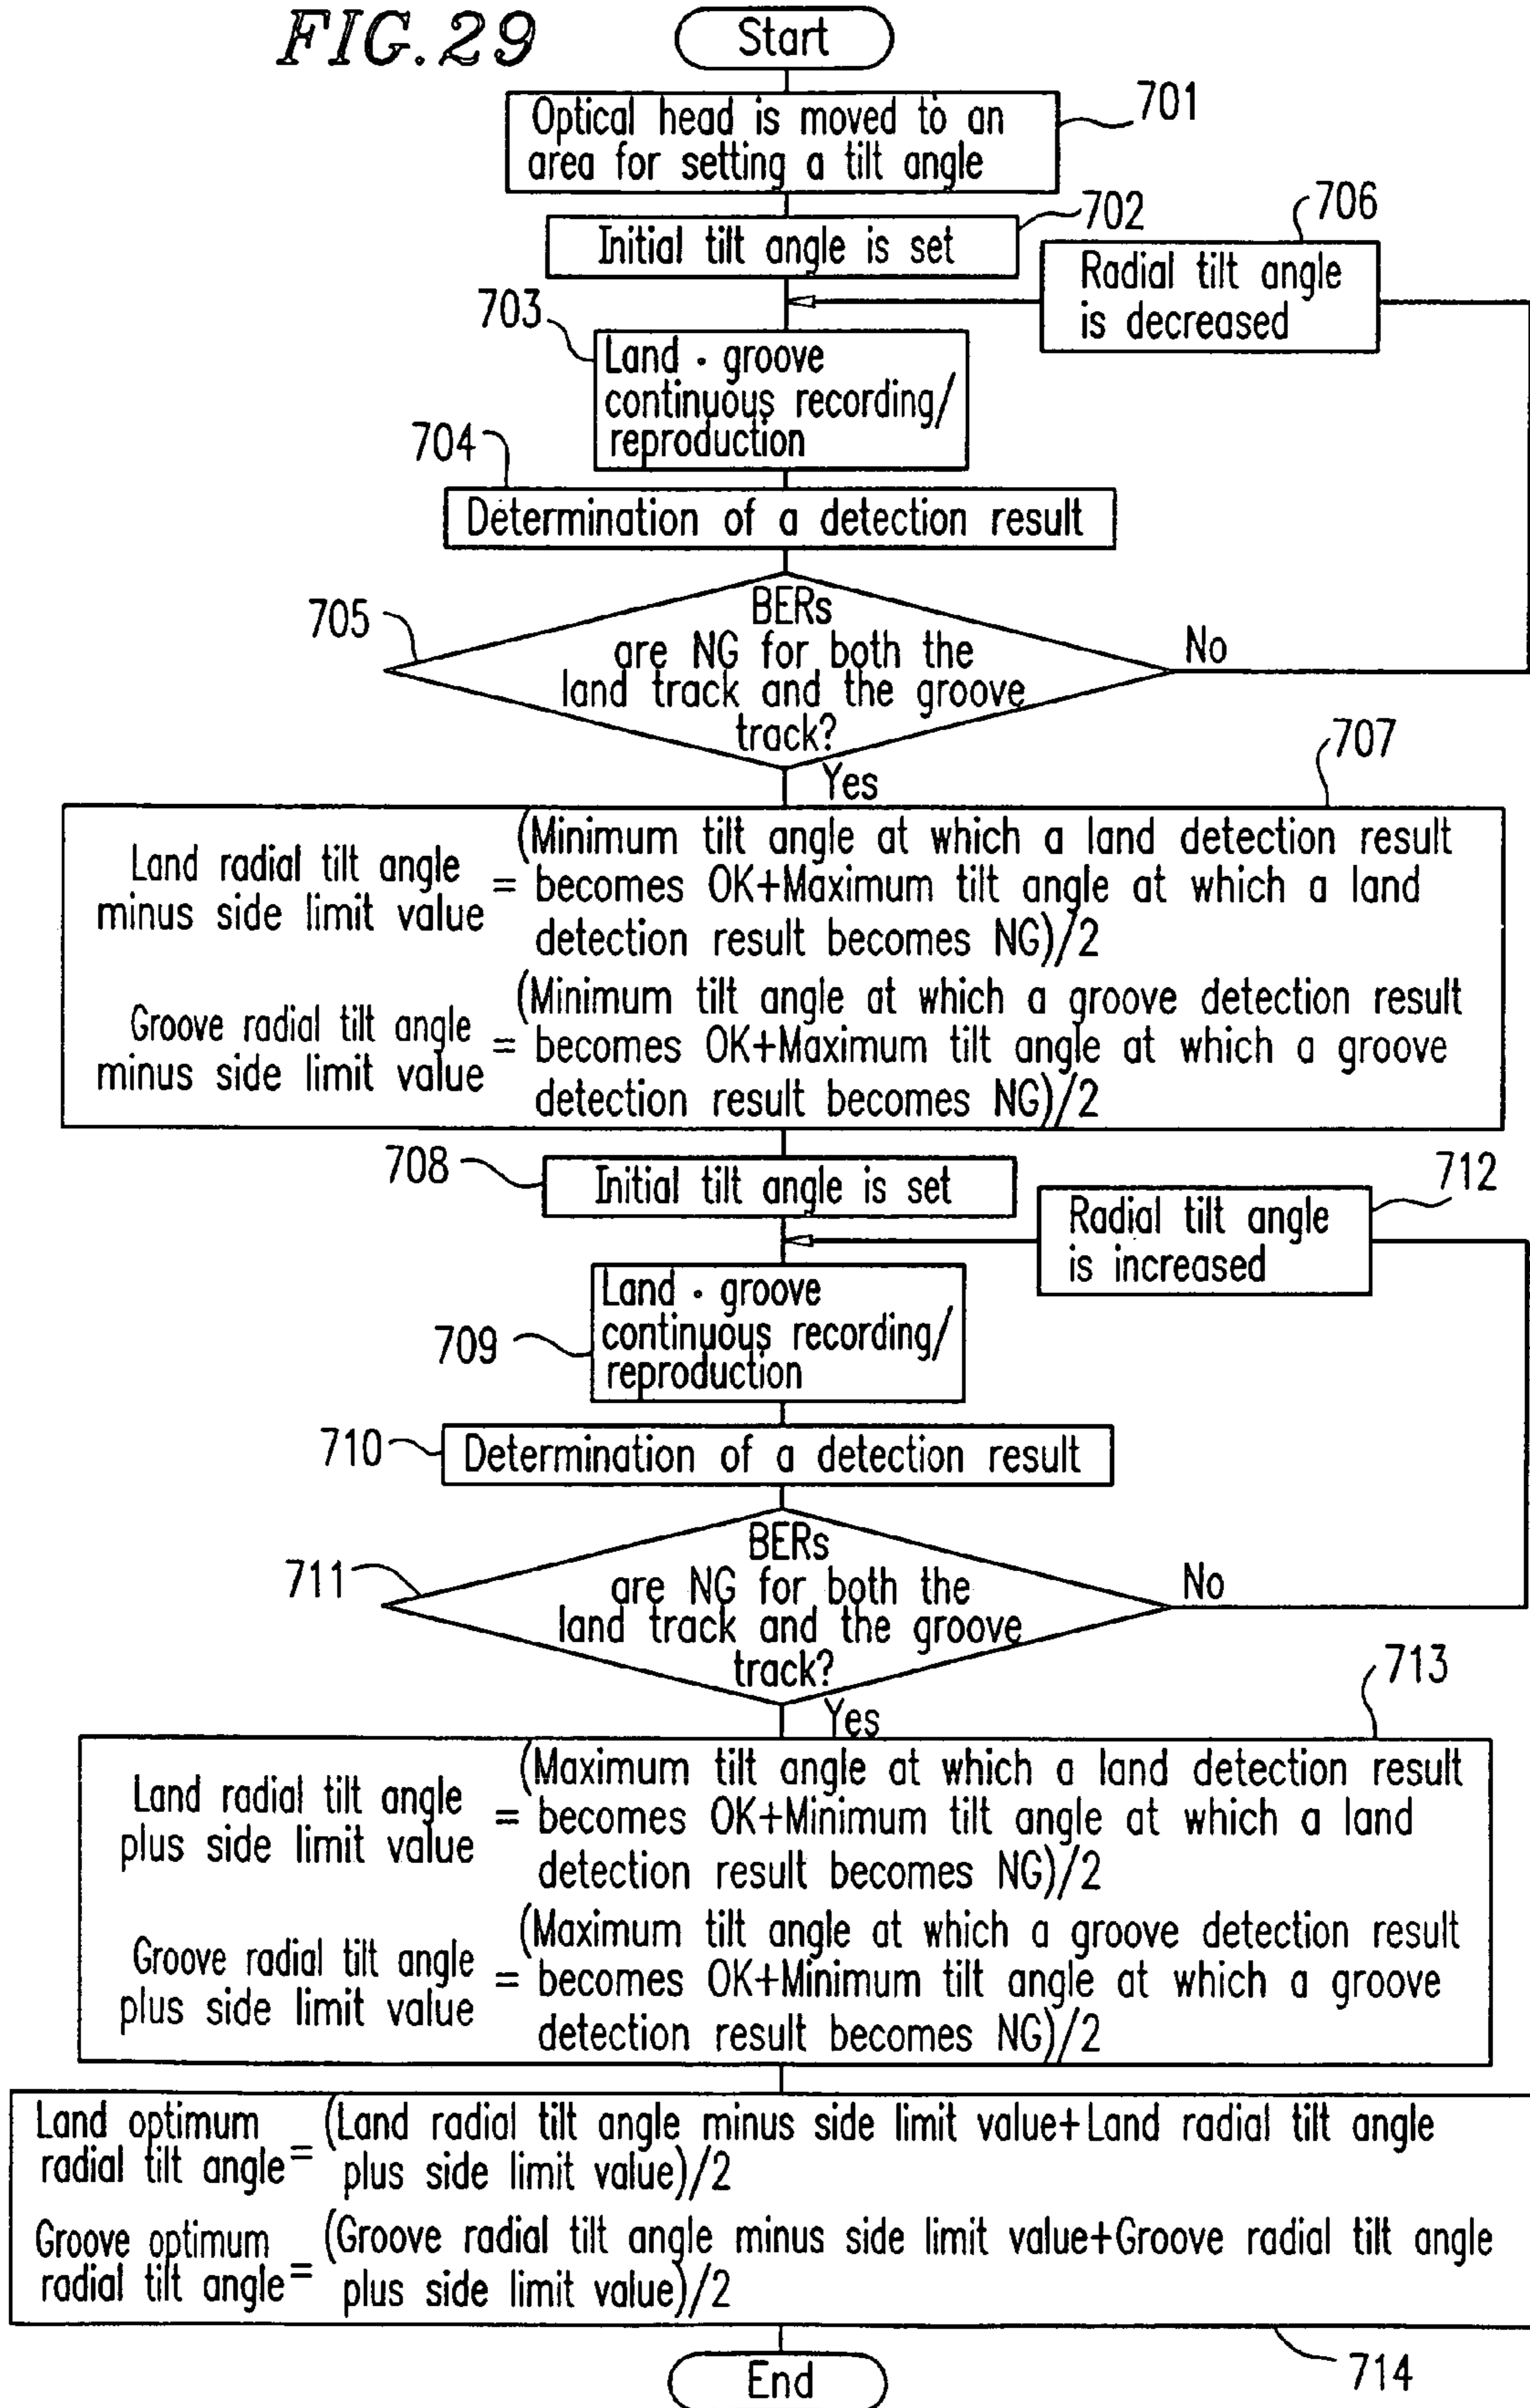 FIG.29
Start
701
Optical head is moved to an
area for setting a tilt angle
702
Initial tilt angle is set
706
Radial tilt angle
is decreased
703
Land · groove
continuous recording/
reproduction
704
Determination of a detection result
705
BERs
are NG for both the
land track and the groove
track?
No
Yes
707
Land radial tilt angle
minus side limit value
=
(Minimum tilt angle at which a land detection result
becomes OK+Maximum tilt angle at which a land
detection result becomes NG)/2
Groove radial tilt angle
minus side limit value
=
(Minimum tilt angle at which a groove detection result
becomes OK+Maximum tilt angle at which a groove
detection result becomes NG)/2
708
Initial tilt angle is set
712
Radial tilt angle
is increased
709
Land · groove
continuous recording/
reproduction
710
Determination of a detection result
711
BERs
are NG for both the
land track and the groove
track?
No
Yes
713
Land radial tilt angle
plus side limit value
=
(Maximum tilt angle at which a land detection result
becomes OK+Minimum tilt angle at which a land
detection result becomes NG)/2
Groove radial tilt angle
plus side limit value
=
(Maximum tilt angle at which a groove detection result
becomes OK+Minimum tilt angle at which a groove
detection result becomes NG)/2
Land optimum
radial tilt angle
=
(Land radial tilt angle minus side limit value+Land radial tilt angle
plus side limit value)/2
Groove optimum
radial tilt angle
=
(Groove radial tilt angle minus side limit value+Groove radial tilt angle
plus side limit value)/2
714
End